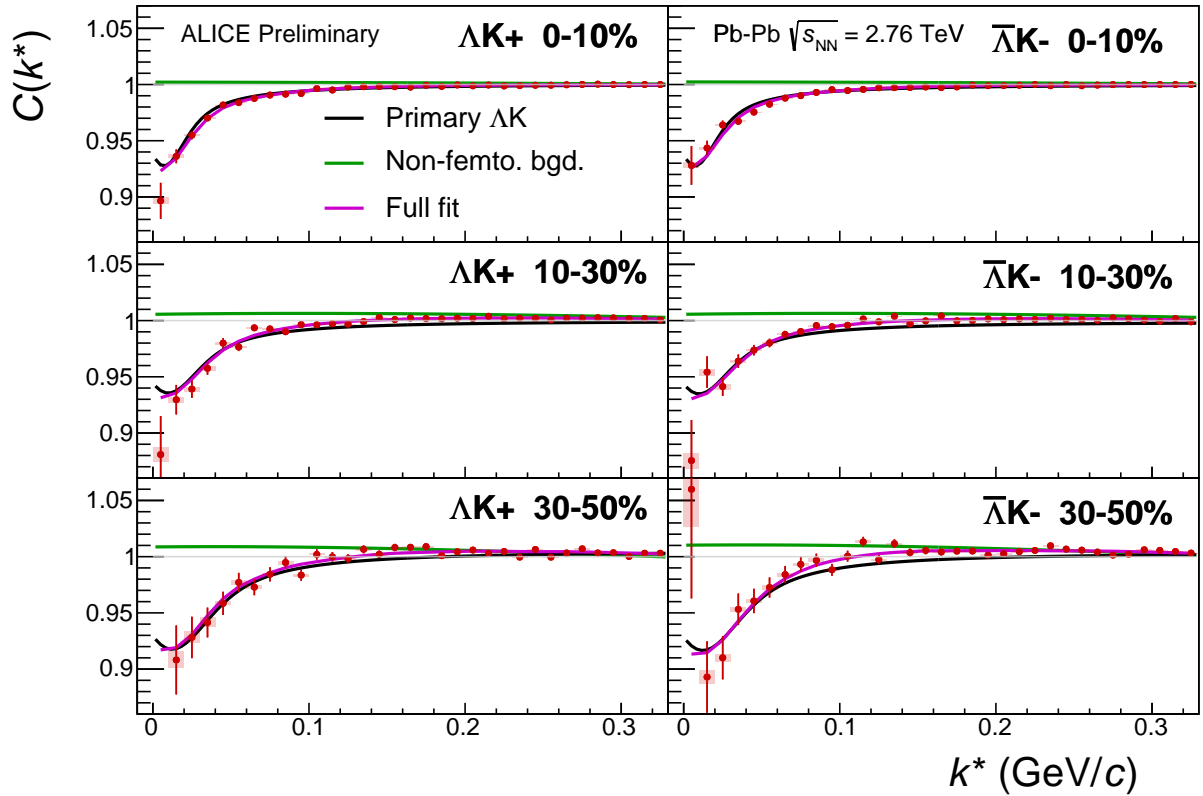 C(k*)
1.05
1
0.95
0.9
ALICE Preliminary
ΛK+ 0-10%
Primary ΛK
Non-femto. bgd.
Full fit
Pb-Pb √sNN = 2.76 TeV
Λ̅K- 0-10%
1.05
1
0.95
0.9
ΛK+ 10-30%
Λ̅K- 10-30%
1.05
1
0.95
0.9
ΛK+ 30-50%
Λ̅K- 30-50%
0 0.1 0.2 0.3
0 0.1 0.2 0.3
k* (GeV/c)